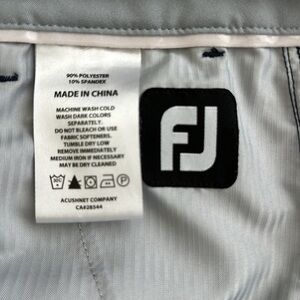 90% POLYESTER
10% SPANDEX
MADE IN CHINA
MACHINE WASH COLD
WASH DARK COLORS
SEPARATELY.
DO NOT BLEACH OR USE
FABRIC SOFTENERS.
TUMBLE DRY LOW
REMOVE IMMEDIATELY
MEDIUM IRON IF NECESSARY
MAY BE DRY CLEANED
ACUSHNET COMPANY
CA#28544
FJ